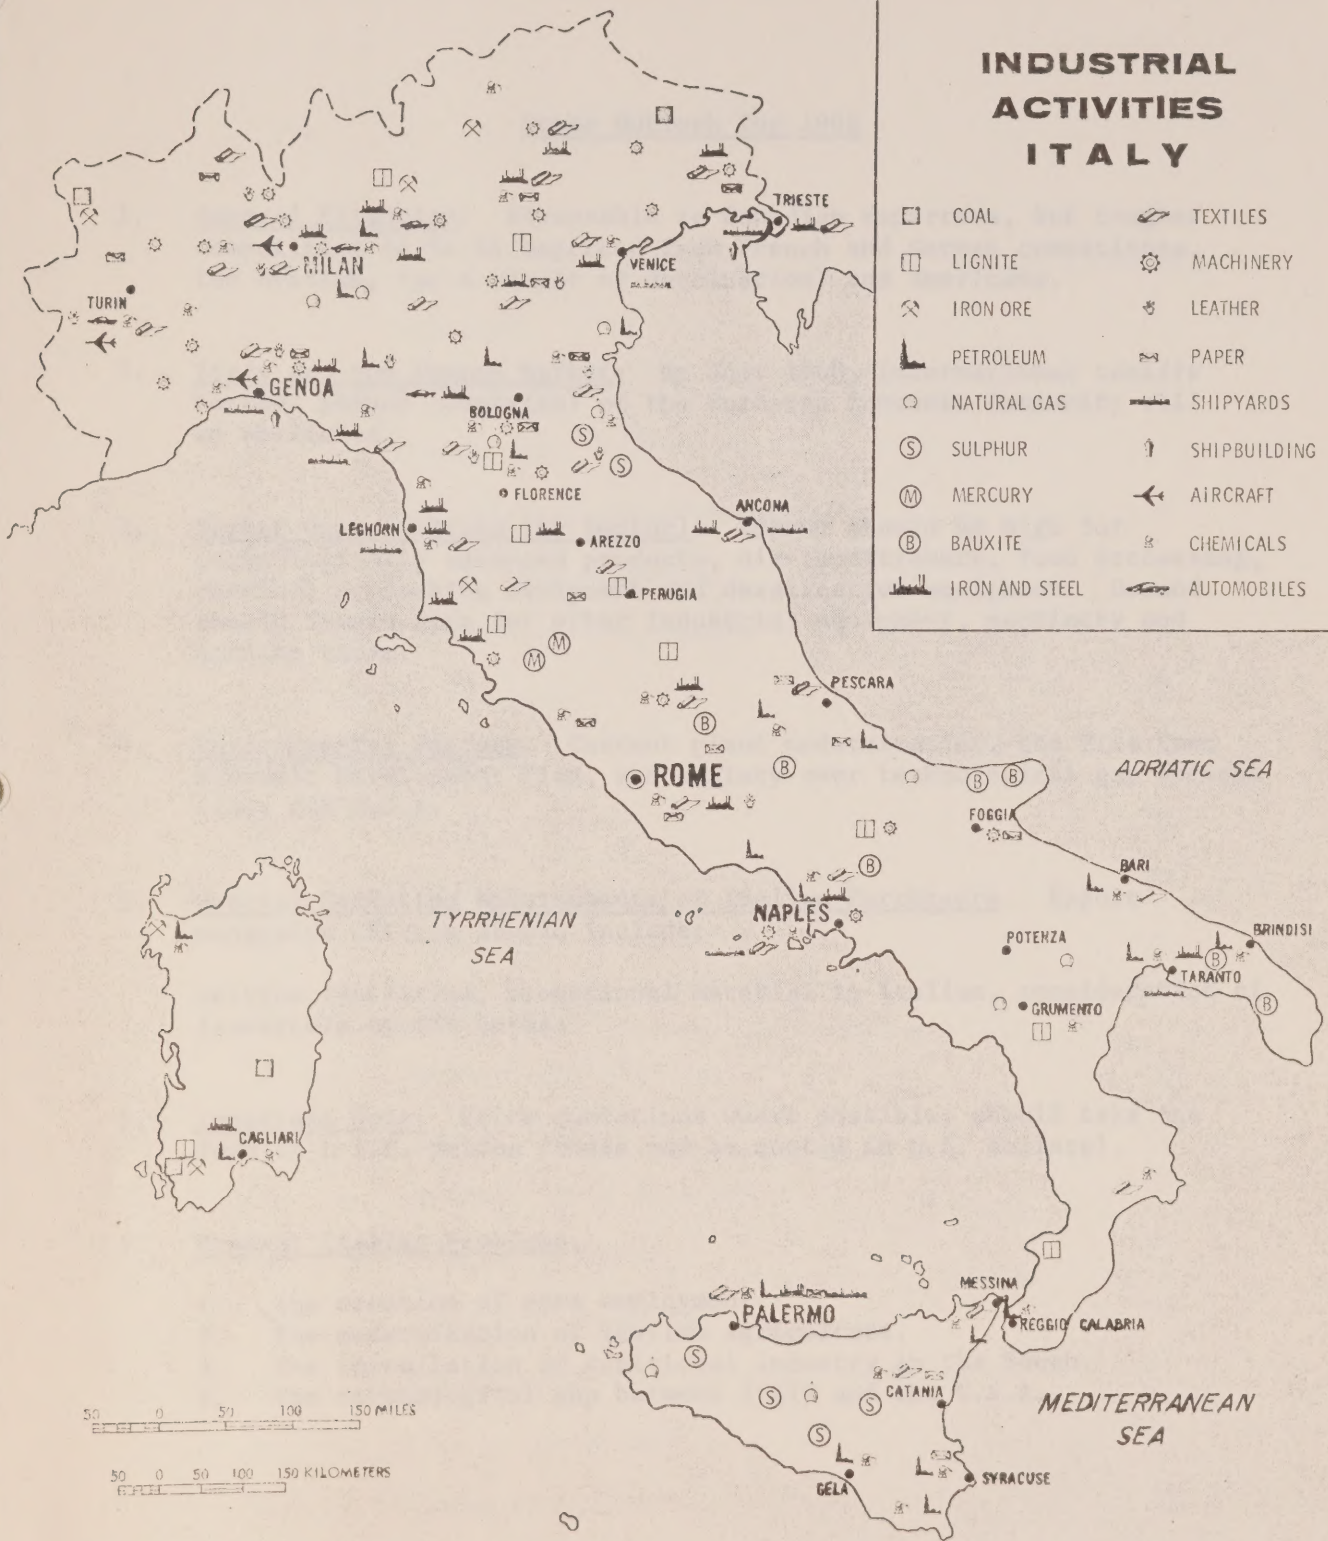 INDUSTRIAL
ACTIVITIES
ITALY
COAL
TEXTILES
LIGNITE
MACHINERY
IRON ORE
LEATHER
PETROLEUM
PAPER
NATURAL GAS
SHIPYARDS
S SULPHUR
SHIPBUILDING
M MERCURY
AIRCRAFT
B BAUXITE
CHEMICALS
IRON AND STEEL
AUTOMOBILES
TRIESTE
MILAN
VENICE
TURIN
GENOA
BOLOGNA
S
S
FLORENCE
LEGHORN
ANCONA
AREZZO
PERUGIA
M
M
PESCARA
B
ROME
B
ADRIATIC SEA
B
B
FOGGIA
B
BARI
TYRRHENIAN
SEA
NAPLES
POTENZA
BRINDISI
B
TARANTO
GRUMENTO
B
CAGLIARI
MESSINA
PALERMO
REGGIO CALABRIA
S
S
CATANIA
S
S
MEDITERRANEAN
SEA
GELA
SYRACUSE
50 0 50 100 150 MILES
50 0 50 100 150 KILOMETERS